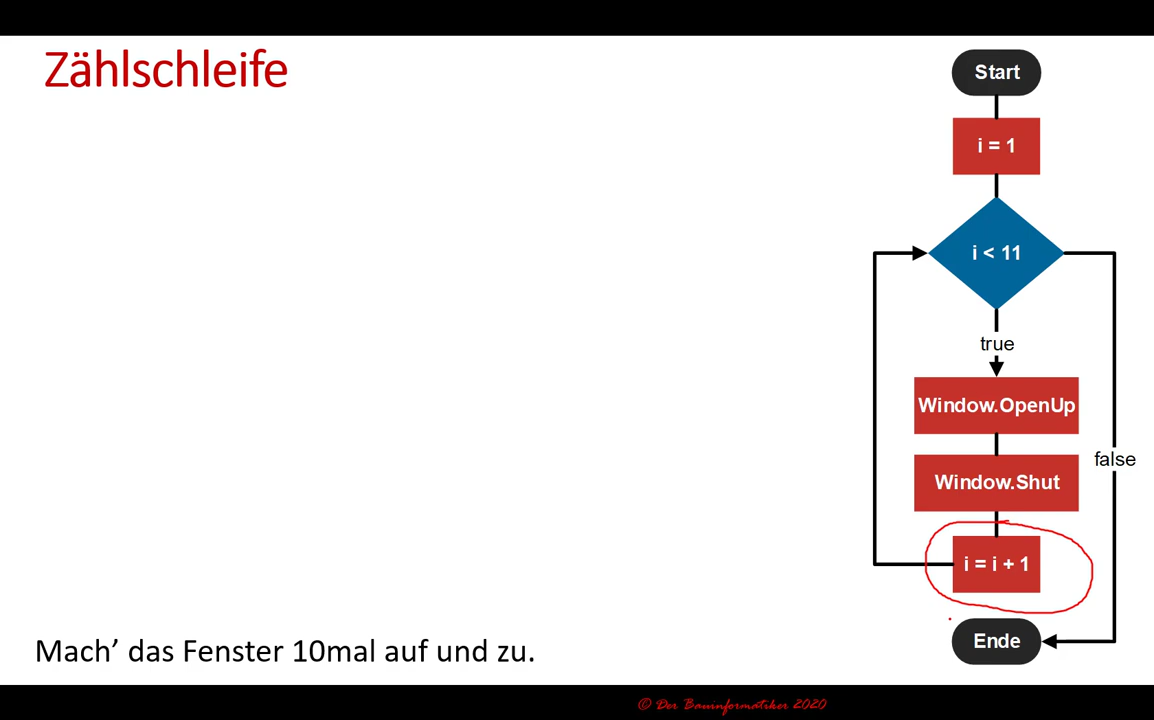 Zählschleife
Start
i = 1
i < 11
true
Window.OpenUp
false
Window.Shut
i = i + 1
Ende
Mach’ das Fenster 10mal auf und zu.
© Der Bauinformatiker 2020